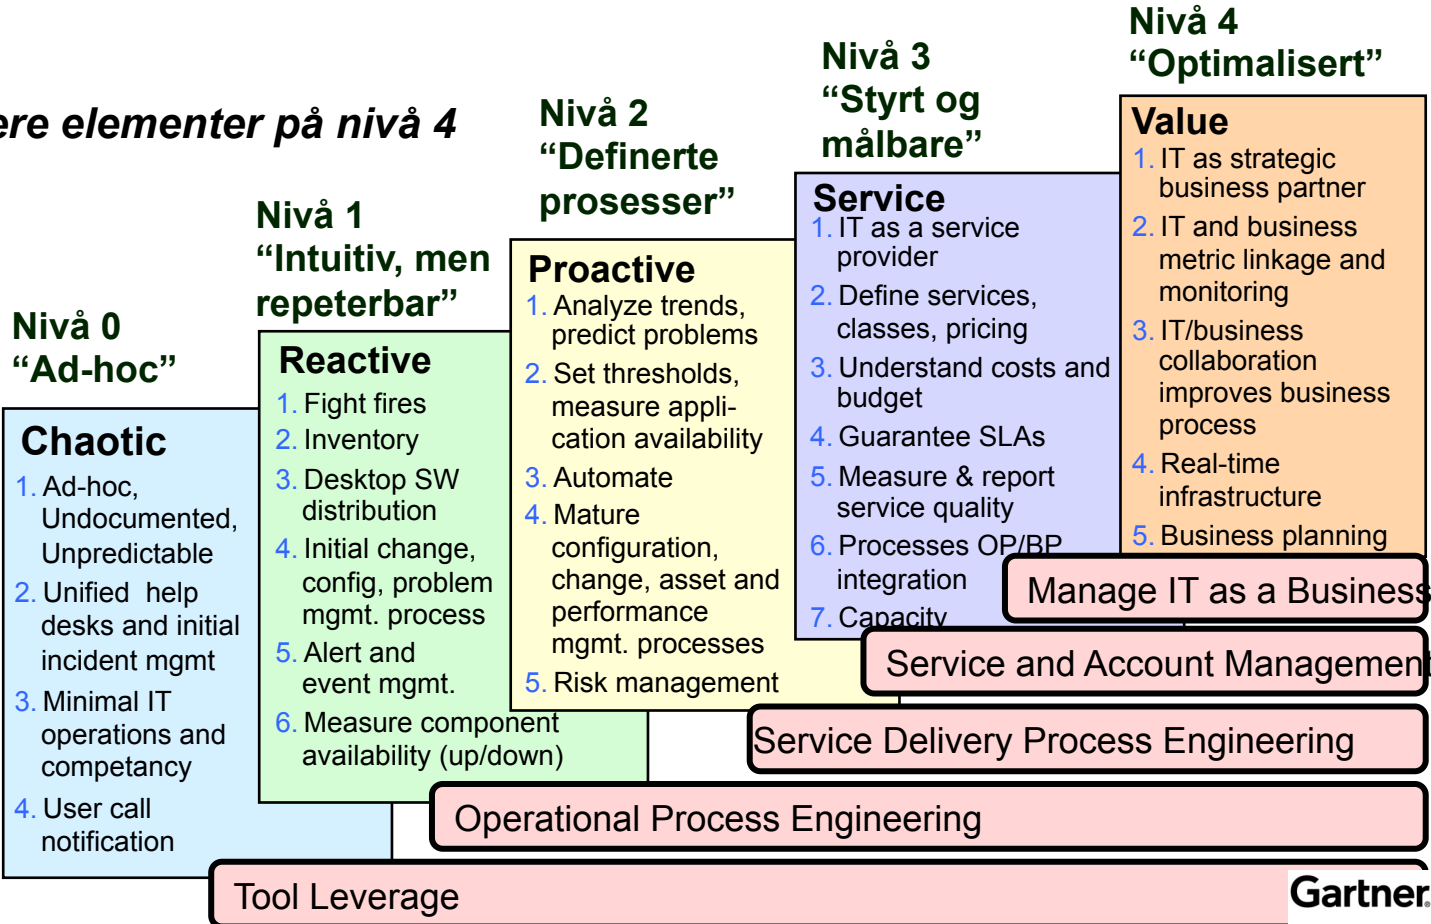 ere elementer på nivå 4
Nivå 0
“Ad-hoc”
Chaotic
1. Ad-hoc,
Undocumented,
Unpredictable
2. Unified help
desks and initial
incident mgmt
3. Minimal IT
operations and
competancy
4. User call
notification
Nivå 1
“Intuitiv, men
repeterbar”
Reactive
1. Fight fires
2. Inventory
3. Desktop SW
distribution
4. Initial change,
config, problem
mgmt. process
5. Alert and
event mgmt.
6. Measure component
availability (up/down)
Nivå 2
“Definerte
prosesser”
Proactive
1. Analyze trends,
predict problems
2. Set thresholds,
measure appli-
cation availability
3. Automate
4. Mature
configuration,
change, asset and
performance
mgmt. processes
5. Risk management
Nivå 3
“Styrt og
målbare”
Service
1. IT as a service
provider
2. Define services,
classes, pricing
3. Understand costs and
budget
4. Guarantee SLAs
5. Measure & report
service quality
6. Processes OP/BP
integration
7. Capacity
Nivå 4
“Optimalisert”
Value
1. IT as strategic
business partner
2. IT and business
metric linkage and
monitoring
3. IT/business
collaboration
improves business
process
4. Real-time
infrastructure
5. Business planning
Manage IT as a Business
Service and Account Management
Service Delivery Process Engineering
Operational Process Engineering
Tool Leverage
Gartner